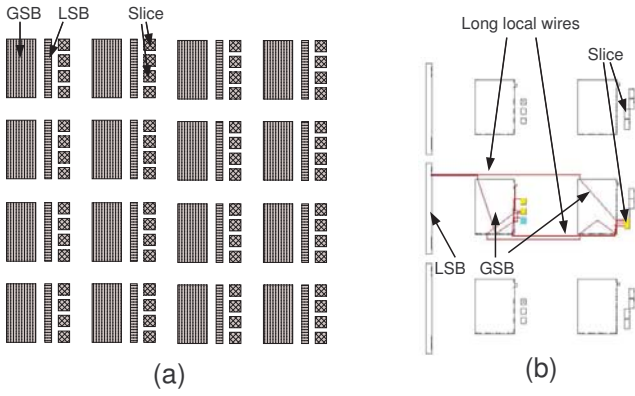 GSB LSB Slice
(a)
Long local wires
Slice
LSB GSB
(b)